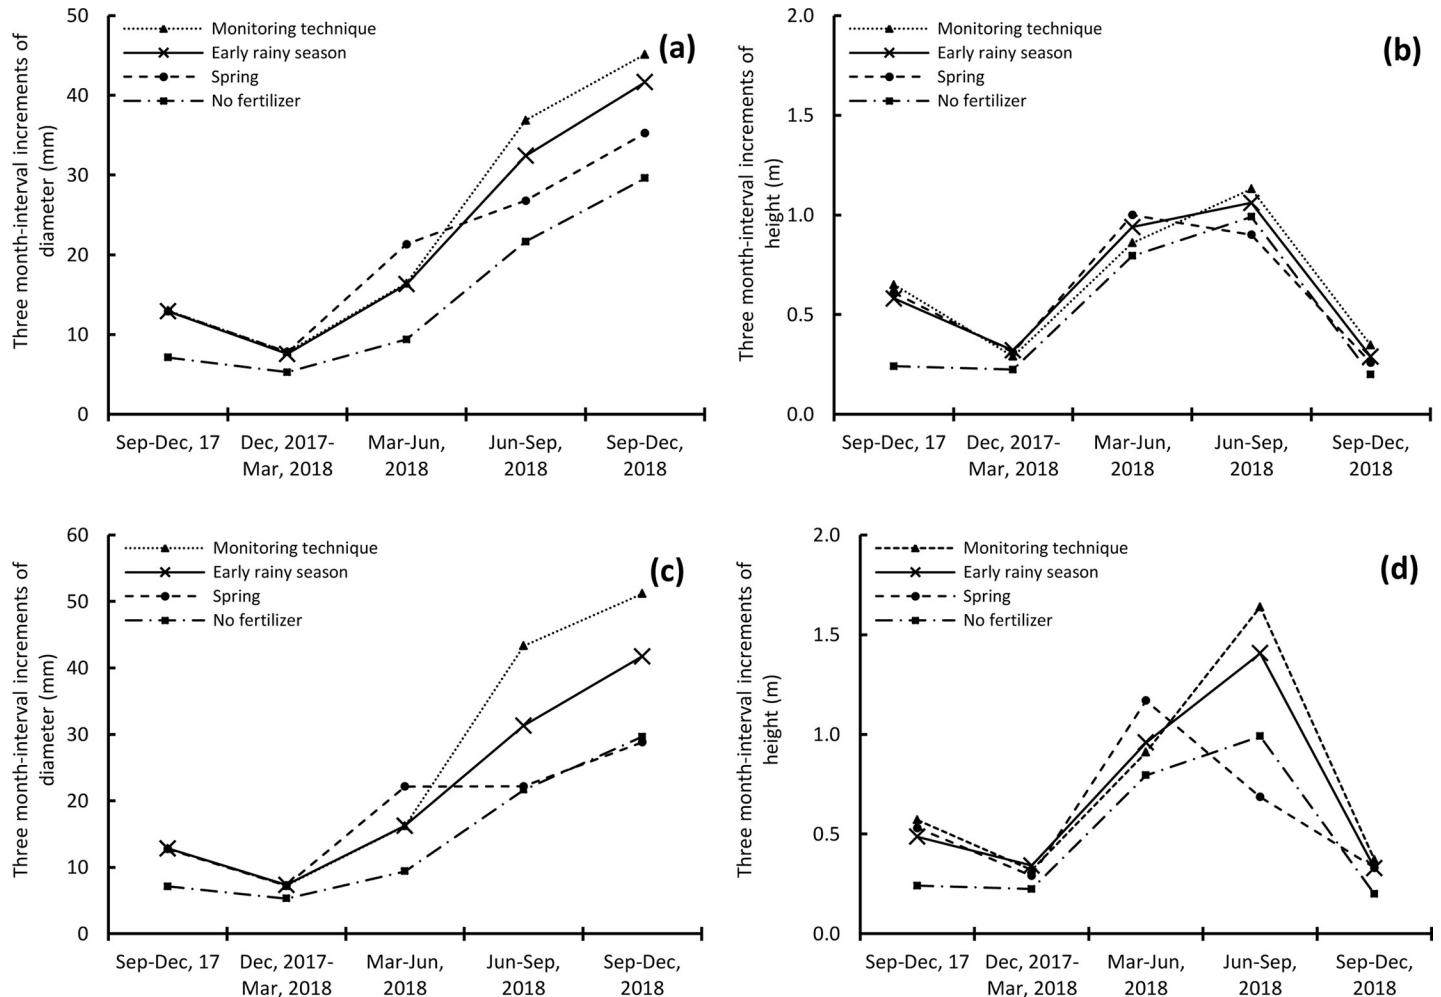 Three month-interval increments of
diameter (mm)
50
40
30
20
10
0
Monitoring technique
Early rainy season
Spring
No fertilizer
(a)
Sep-Dec, 17
Dec, 2017-
Mar, 2018
Mar-Jun,
2018
Jun-Sep,
2018
Sep-Dec,
2018
Three month-interval increments of
height (m)
2.0
1.5
1.0
0.5
0.0
Monitoring technique
Early rainy season
Spring
No fertilizer
(b)
Sep-Dec, 17
Dec, 2017-
Mar, 2018
Mar-Jun,
2018
Jun-Sep,
2018
Sep-Dec,
2018
Three month-interval increments of
diameter (mm)
60
50
40
30
20
10
0
Monitoring technique
Early rainy season
Spring
No fertilizer
(c)
Sep-Dec, 17
Dec, 2017-
Mar, 2018
Mar-Jun,
2018
Jun-Sep,
2018
Sep-Dec,
2018
Three month-interval increments of
height (m)
2.0
1.5
1.0
0.5
0.0
Monitoring technique
Early rainy season
Spring
No fertilizer
(d)
Sep-Dec, 17
Dec, 2017-
Mar, 2018
Mar-Jun,
2018
Jun-Sep,
2018
Sep-Dec,
2018